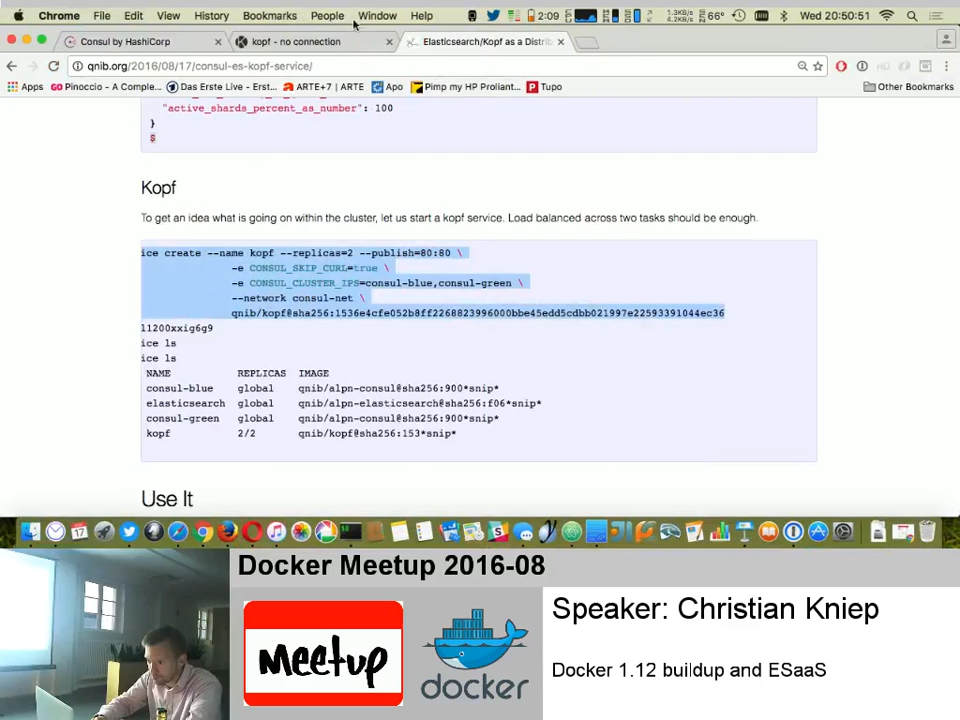 Chrome File Edit View History Bookmarks People Window Help 2:09 1.3KB/s 4.2KB/s 66° Wed 20:50:51
Consul by HashiCorp × kopf - no connection × Elasticsearch/Kopf as a Distrib ×
qnib.org/2016/08/17/consul-es-kopf-service/
Apps GO Pinoccio - A Comple... Das Erste Live - Erst... ARTE+7 | ARTE Apo Pimp my HP Proliant... Tupo Other Bookmarks
"active_shards_percent_as_number": 100
}
$
Kopf
To get an idea what is going on within the cluster, let us start a kopf service. Load balanced across two tasks should be enough.
ice create --name kopf --replicas=2 --publish=80:80 \
-e CONSUL_SKIP_CURL=true \
-e CONSUL_CLUSTER_IPS=consul-blue,consul-green \
--network consul-net \
qnib/kopf@sha256:1536e4cfe052b8ff2268823996000bbe45edd5cdbb021997e22593391044ec36
l1200xxig6g9
ice ls
ice ls
NAME REPLICAS IMAGE
consul-blue global qnib/alpn-consul@sha256:900*snip*
elasticsearch global qnib/alpn-elasticsearch@sha256:f06*snip*
consul-green global qnib/alpn-consul@sha256:900*snip*
kopf 2/2 qnib/kopf@sha256:153*snip*
Use It
Docker Meetup 2016-08
Meetup
docker
Speaker: Christian Kniep
Docker 1.12 buildup and ESaaS